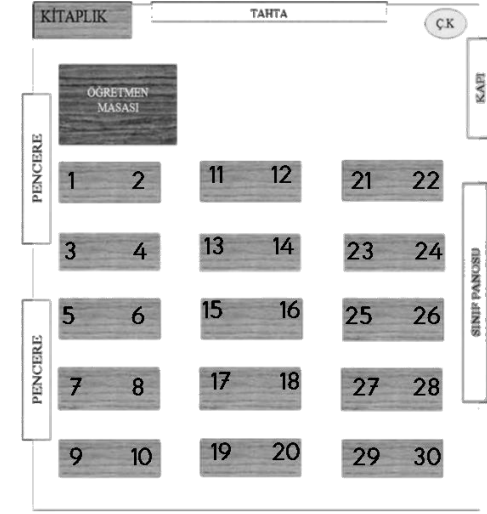 KİTAPLIK
TAHTA
Ç.K
KAPI
ÖĞRETMEN
MASASI
PENCERE
1 2
11 12
21 22
3 4
13 14
23 24
SINIF PANOSU
5 6
15 16
25 26
PENCERE
7 8
17 18
27 28
9 10
19 20
29 30